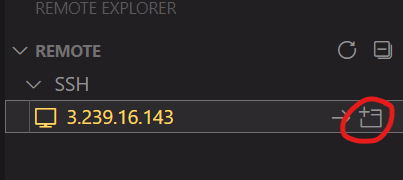 REMOTE EXPLORER
REMOTE
SSH
3.239.16.143